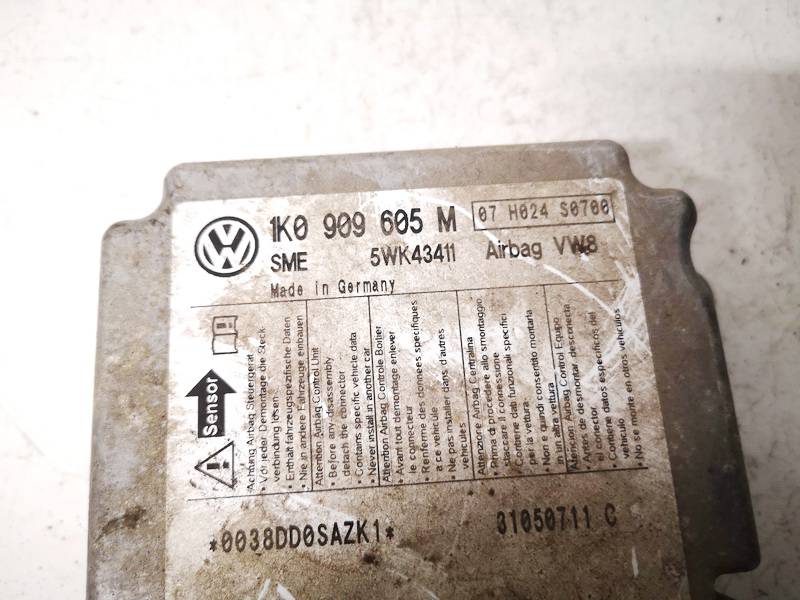 1K0 909 605 M
07 H024 S0700
SME
5WK43411
Airbag VW8
Made in Germany
Sensor
Achtung Airbag Steuergerät
• Vor jeder Demontage die Steck
verbindung lösen
• Enthält fahrzeugspezifische Daten
• Nie in andere Fahrzeuge einbauen
Attention Airbag Control Unit
• Before any disassembly
detach the connector
• Contains specific vehicle data
• Never install in another car
Attention Airbag Controle Boitier
• Avant tout demontage enlever
le connecteur
• Renferme des données specifiques
a ce vehicule
• Ne pas installer dans d'autres
vehicules
Attenzione Airbag Centralina
• Prima di procedere allo smontaggio
staccare il connessione
• Contiene dati funzionali specifici
per la vettura
• Non e quindi consentito montarla
in un altra vettura
Atencion Airbag Control Equipo
• Antes de desmontar desconecta
el conector
• Contiene datos especificos del
vehiculo
• No se monte en otros vehiculos
*0038DD0SAZK1*
31050711 C